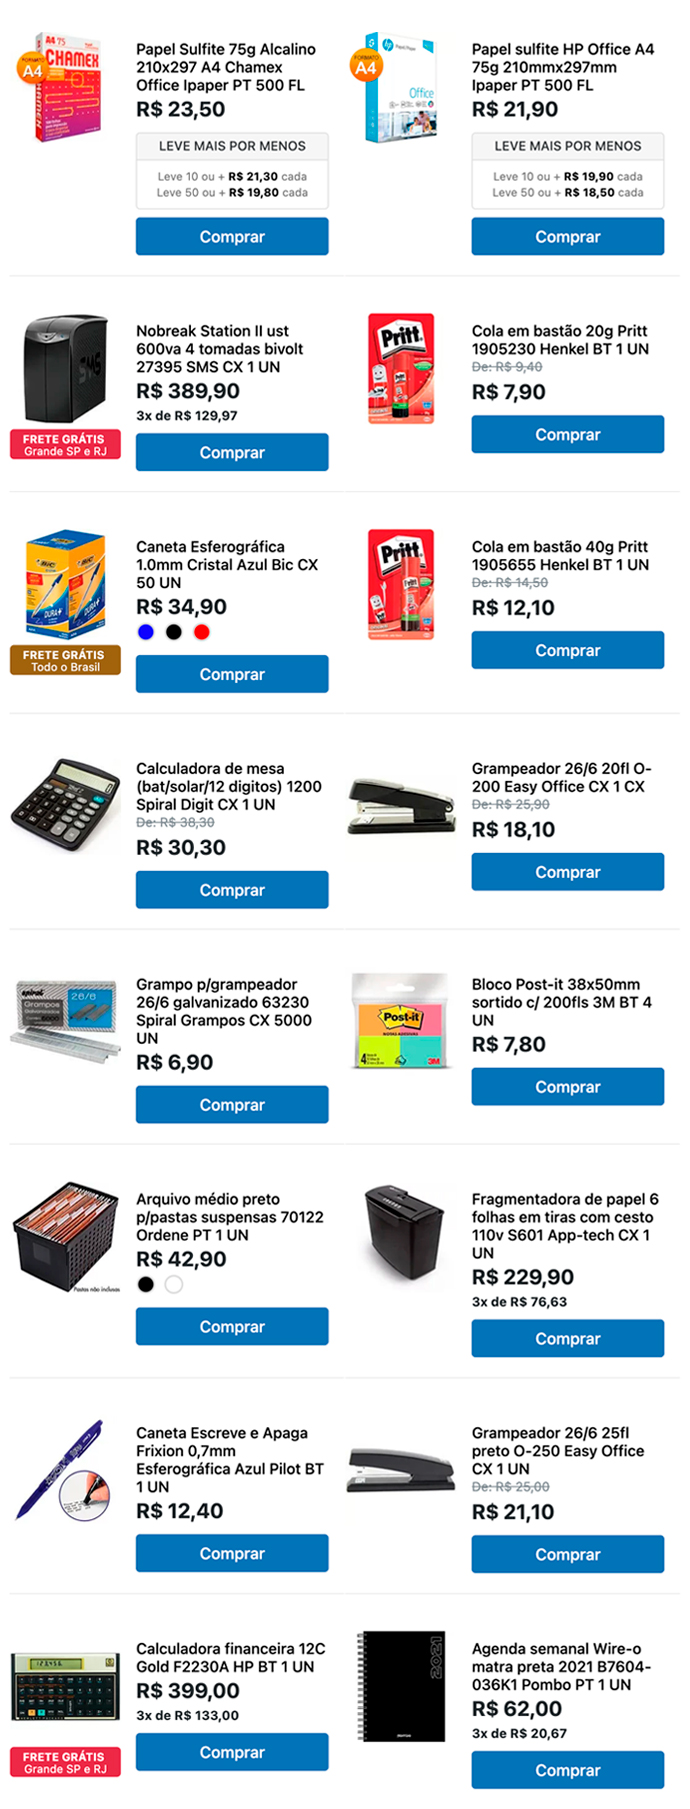 FORMATO
A4
A4 75
CHAMEX
Papel Sulfite 75g Alcalino
210x297 A4 Chamex
Office Ipaper PT 500 FL
R$ 23,50
LEVE MAIS POR MENOS
Leve 10 ou + R$ 21,30 cada
Leve 50 ou + R$ 19,80 cada
Comprar
FORMATO
A4
hp
Office
Papel sulfite HP Office A4
75g 210mmx297mm
Ipaper PT 500 FL
R$ 21,90
LEVE MAIS POR MENOS
Leve 10 ou + R$ 19,90 cada
Leve 50 ou + R$ 18,50 cada
Comprar
SMS
FRETE GRÁTIS
Grande SP e RJ
Nobreak Station II ust
600va 4 tomadas bivolt
27395 SMS CX 1 UN
R$ 389,90
3x de R$ 129,97
Comprar
Pritt
Cola em bastão 20g Pritt
1905230 Henkel BT 1 UN
De: R$ 9,40
R$ 7,90
Comprar
BIC
DURA+
FRETE GRÁTIS
Todo o Brasil
Caneta Esferográfica
1.0mm Cristal Azul Bic CX
50 UN
R$ 34,90
Comprar
Pritt
Cola em bastão 40g Pritt
1905655 Henkel BT 1 UN
De: R$ 14,50
R$ 12,10
Comprar
Calculadora de mesa
(bat/solar/12 digitos) 1200
Spiral Digit CX 1 UN
De: R$ 38,30
R$ 30,30
Comprar
Grampeador 26/6 20fl O-
200 Easy Office CX 1 CX
De: R$ 25,90
R$ 18,10
Comprar
spiral
26/6
Grampos
Grampo p/grampeador
26/6 galvanizado 63230
Spiral Grampos CX 5000
UN
R$ 6,90
Comprar
Post-it
4
3M
Bloco Post-it 38x50mm
sortido c/ 200fls 3M BT 4
UN
R$ 7,80
Comprar
Pastas não inclusas
Arquivo médio preto
p/pastas suspensas 70122
Ordene PT 1 UN
R$ 42,90
Comprar
Fragmentadora de papel 6
folhas em tiras com cesto
110v S601 App-tech CX 1
UN
R$ 229,90
3x de R$ 76,63
Comprar
Caneta Escreve e Apaga
Frixion 0,7mm
Esferográfica Azul Pilot BT
1 UN
R$ 12,40
Comprar
Grampeador 26/6 25fl
preto O-250 Easy Office
CX 1 UN
De: R$ 25,00
R$ 21,10
Comprar
FRETE GRÁTIS
Grande SP e RJ
Calculadora financeira 12C
Gold F2230A HP BT 1 UN
R$ 399,00
3x de R$ 133,00
Comprar
2021
Agenda semanal Wire-o
matra preta 2021 B7604-
036K1 Pombo PT 1 UN
R$ 62,00
3x de R$ 20,67
Comprar